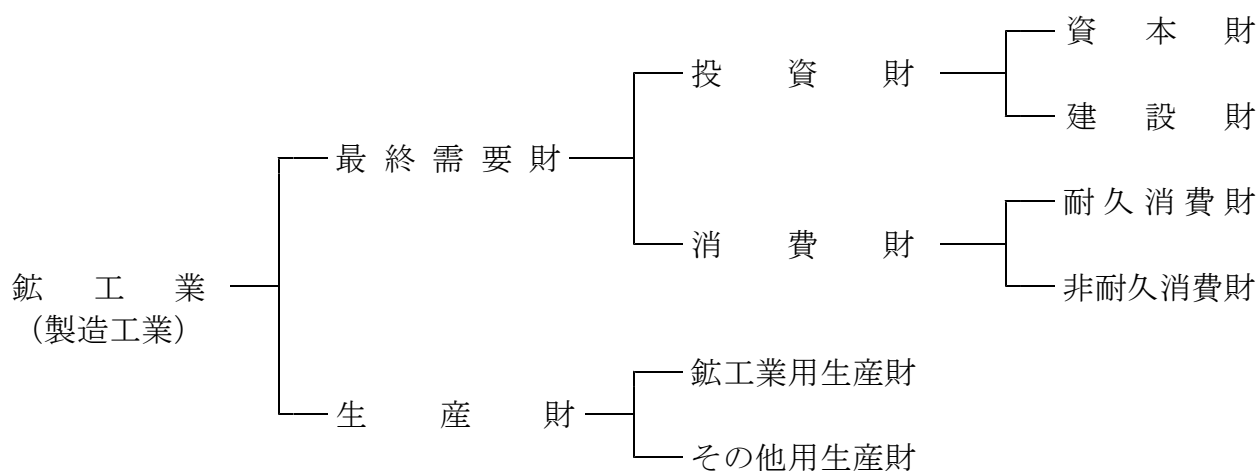 資本財
投資財
建設財
最終需要財
耐久消費財
消費財
鉱工業
非耐久消費財
(製造工業)
鉱工業用生産財
生産財
その他用生産財